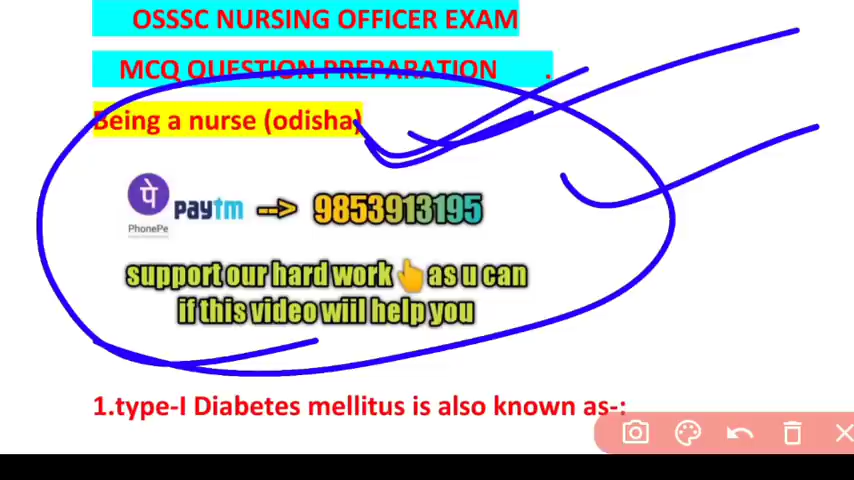 OSSSC NURSING OFFICER EXAM
MCQ QUESTION PREPARATION .
Being a nurse (odisha)
पे paytm --> 9853913195
PhonePe
support our hard work 👆 as u can
if this video wiil help you
1.type-I Diabetes mellitus is also known as-: